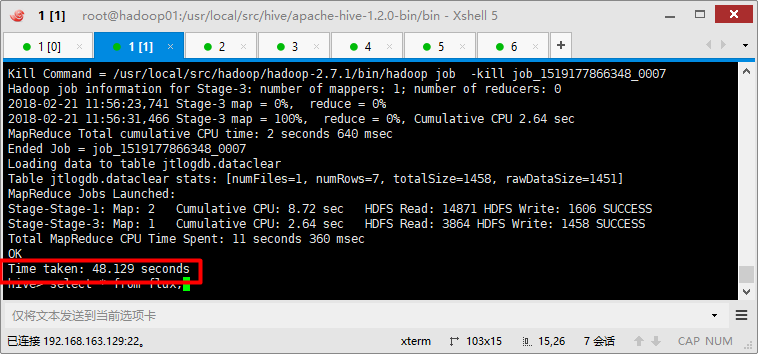 root@hadoop01:/usr/local/src/hive/apache-hive-1.2.0-bin/bin - Xshell 5
1 [0] × 1 [1] × 2 × 3 × 4 × 5 × 6 × +
Kill Command = /usr/local/src/hadoop/hadoop-2.7.1/bin/hadoop job -kill job_1519177866348_0007
Hadoop job information for Stage-3: number of mappers: 1; number of reducers: 0
2018-02-21 11:56:23,741 Stage-3 map = 0%, reduce = 0%
2018-02-21 11:56:31,466 Stage-3 map = 100%, reduce = 0%, Cumulative CPU 2.64 sec
MapReduce Total cumulative CPU time: 2 seconds 640 msec
Ended Job = job_1519177866348_0007
Loading data to table jtlogdb.dataclear
Table jtlogdb.dataclear stats: [numFiles=1, numRows=7, totalSize=1458, rawDataSize=1451]
MapReduce Jobs Launched:
Stage-Stage-1: Map: 2 Cumulative CPU: 8.72 sec HDFS Read: 14871 HDFS Write: 1606 SUCCESS
Stage-Stage-3: Map: 1 Cumulative CPU: 2.64 sec HDFS Read: 3864 HDFS Write: 1458 SUCCESS
Total MapReduce CPU Time Spent: 11 seconds 360 msec
OK
Time taken: 48.129 seconds
hive> select * from flux;
仅将文本发送到当前选项卡
已连接 192.168.163.129:22。 xterm 103x15 15,26 7 会话 CAP NUM